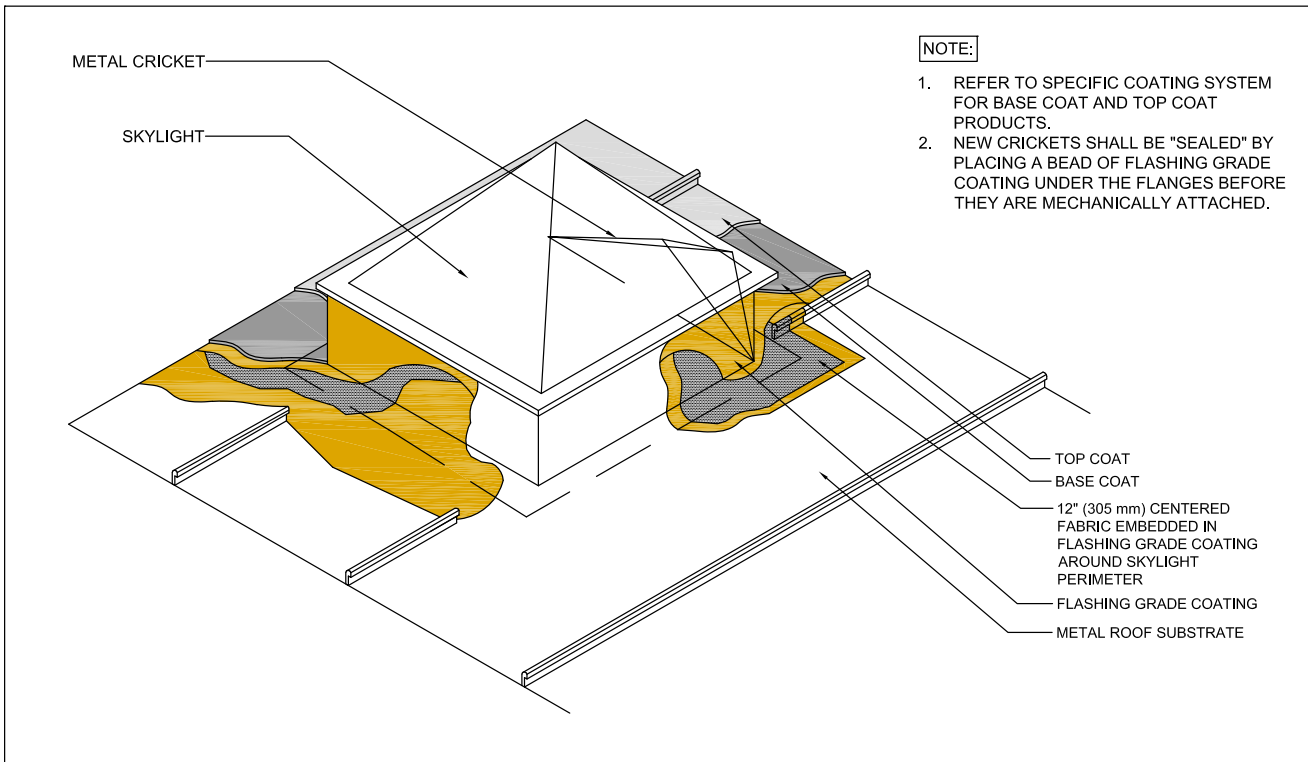 METAL CRICKET
SKYLIGHT
NOTE:
1. REFER TO SPECIFIC COATING SYSTEM
FOR BASE COAT AND TOP COAT
PRODUCTS.
2. NEW CRICKETS SHALL BE "SEALED" BY
PLACING A BEAD OF FLASHING GRADE
COATING UNDER THE FLANGES BEFORE
THEY ARE MECHANICALLY ATTACHED.
TOP COAT
BASE COAT
12" (305 mm) CENTERED
FABRIC EMBEDDED IN
FLASHING GRADE COATING
AROUND SKYLIGHT
PERIMETER
FLASHING GRADE COATING
METAL ROOF SUBSTRATE